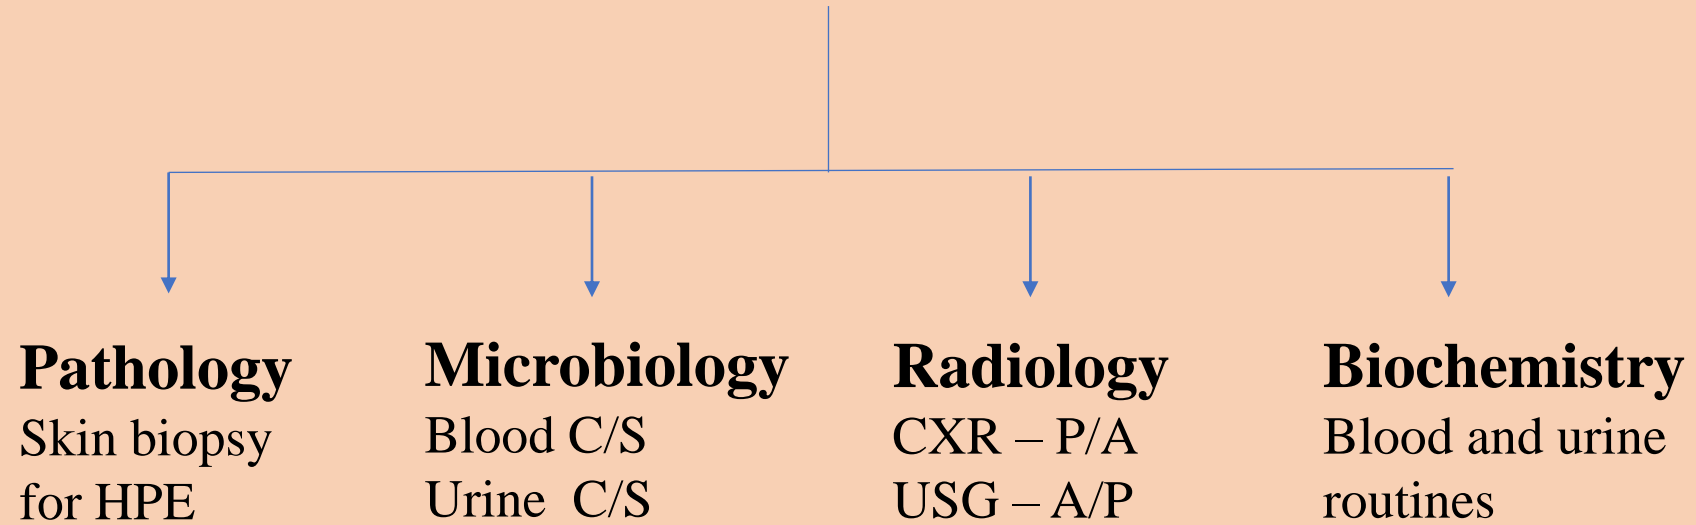 Pathology
Skin biopsy
for HPE
Microbiology
Blood C/S
Urine  C/S
Radiology
CXR – P/A
USG – A/P
Biochemistry
Blood and urine
routines